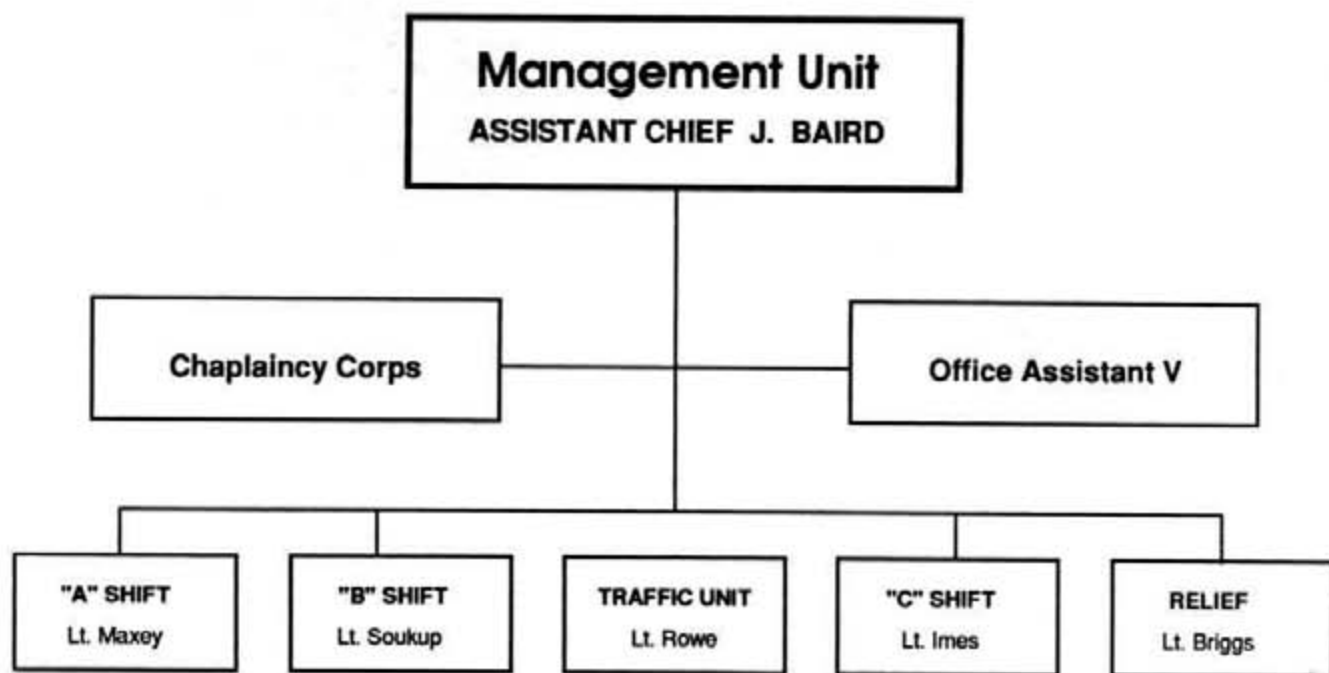 Management Unit
ASSISTANT CHIEF J. BAIRD
Chaplaincy Corps
Office Assistant V
"A" SHIFT
Lt. Maxey
"B" SHIFT
Lt. Soukup
TRAFFIC UNIT
Lt. Rowe
"C" SHIFT
Lt. Imes
RELIEF
Lt. Briggs